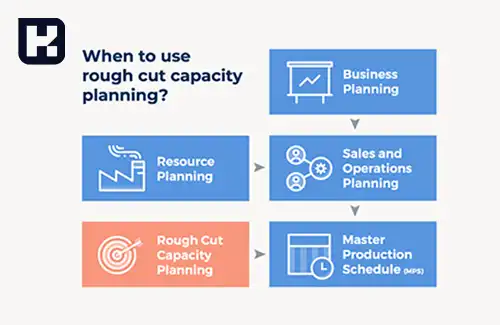 When to use
rough cut capacity
planning?
Business
Planning
Resource
Planning
Sales and
Operations
Planning
Rough Cut
Capacity
Planning
Master
Production
Schedule (MPS)